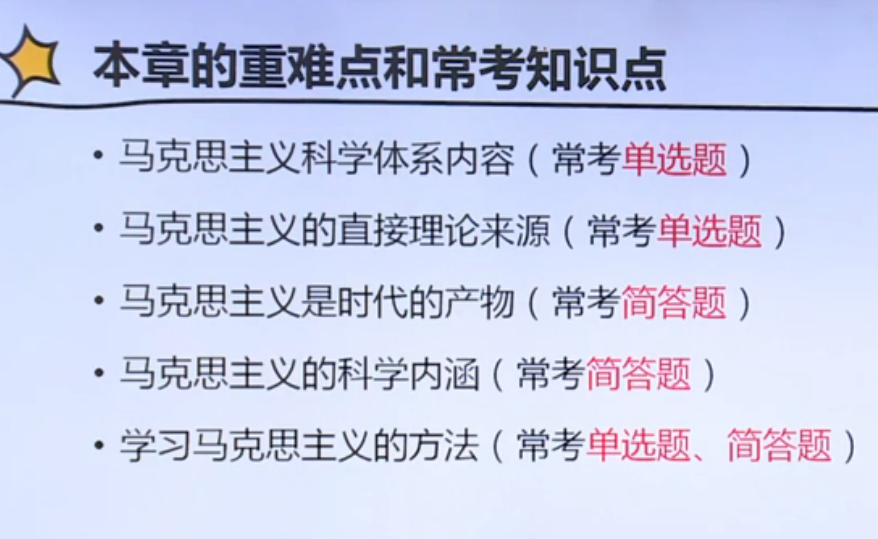 本章的重难点和常考知识点
• 马克思主义科学体系内容（常考单选题）
• 马克思主义的直接理论来源（常考单选题）
• 马克思主义是时代的产物（常考简答题）
• 马克思主义的科学内涵（常考简答题）
• 学习马克思主义的方法（常考单选题、简答题）